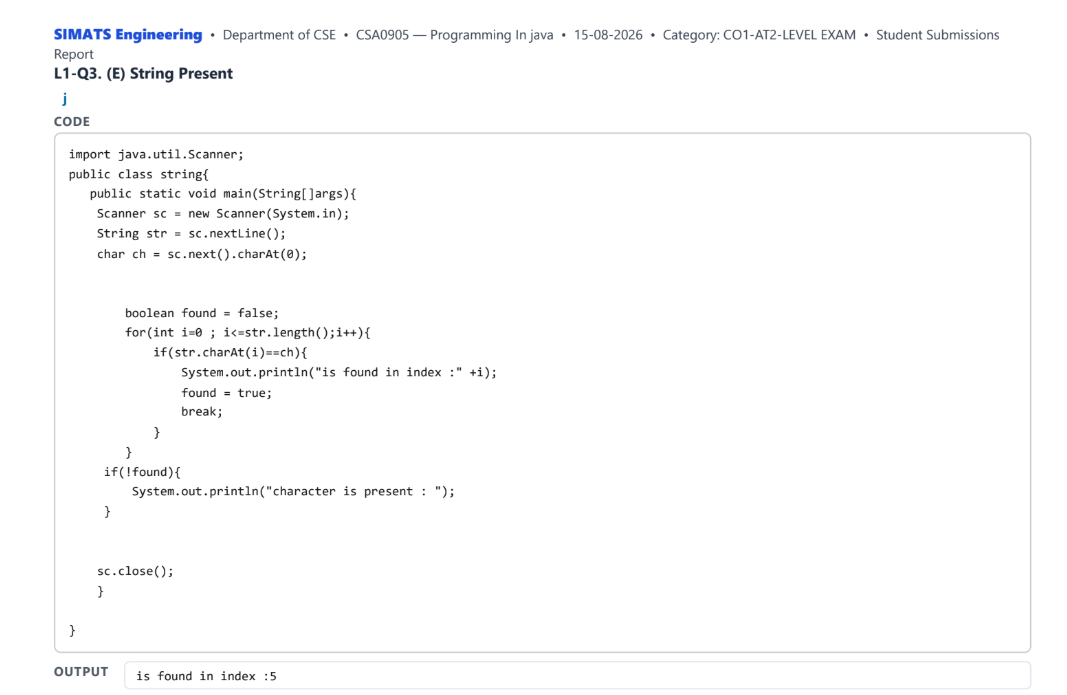 SIMATS Engineering • Department of CSE • CSA0905 — Programming In java • 15-08-2026 • Category: CO1-AT2-LEVEL EXAM • Student Submissions
Report
L1-Q3. (E) String Present
j
CODE
import java.util.Scanner;
public class string{
   public static void main(String[]args){
    Scanner sc = new Scanner(System.in);
    String str = sc.nextLine();
    char ch = sc.next().charAt(0);
        boolean found = false;
        for(int i=0 ; i<=str.length();i++){
            if(str.charAt(i)==ch){
                System.out.println("is found in index :" +i);
                found = true;
                break;
            }
        }
     if(!found){
         System.out.println("character is present : ");
     }
    sc.close();
    }
}
OUTPUT is found in index :5